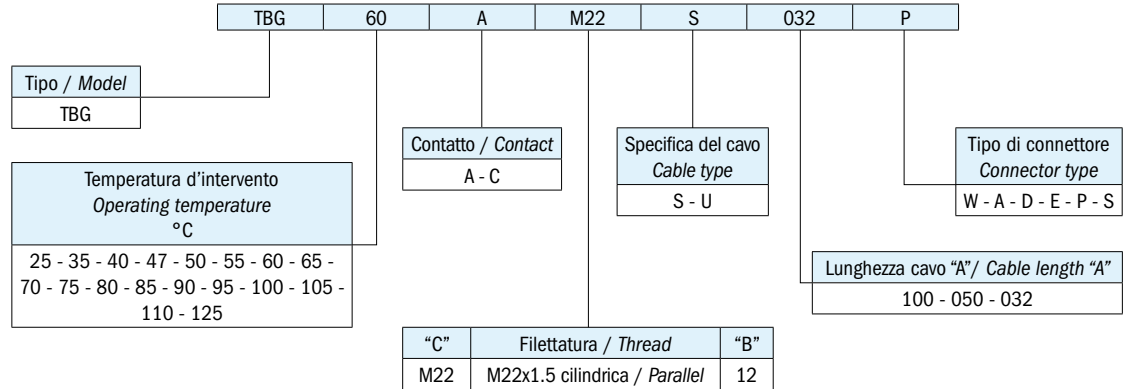 TBG 60 A M22 S 032 P
Tipo / Model
TBG
Contatto / Contact
A - C
Specifica del cavo
Cable type
S - U
Tipo di connettore
Connector type
W - A - D - E - P - S
Temperatura d'intervento
Operating temperature
°C
25 - 35 - 40 - 47 - 50 - 55 - 60 - 65 -
70 - 75 - 80 - 85 - 90 - 95 - 100 - 105 -
110 - 125
Lunghezza cavo “A”/ Cable length “A”
100 - 050 - 032
“C” Filettatura / Thread “B”
M22 M22x1.5 cilindrica / Parallel 12